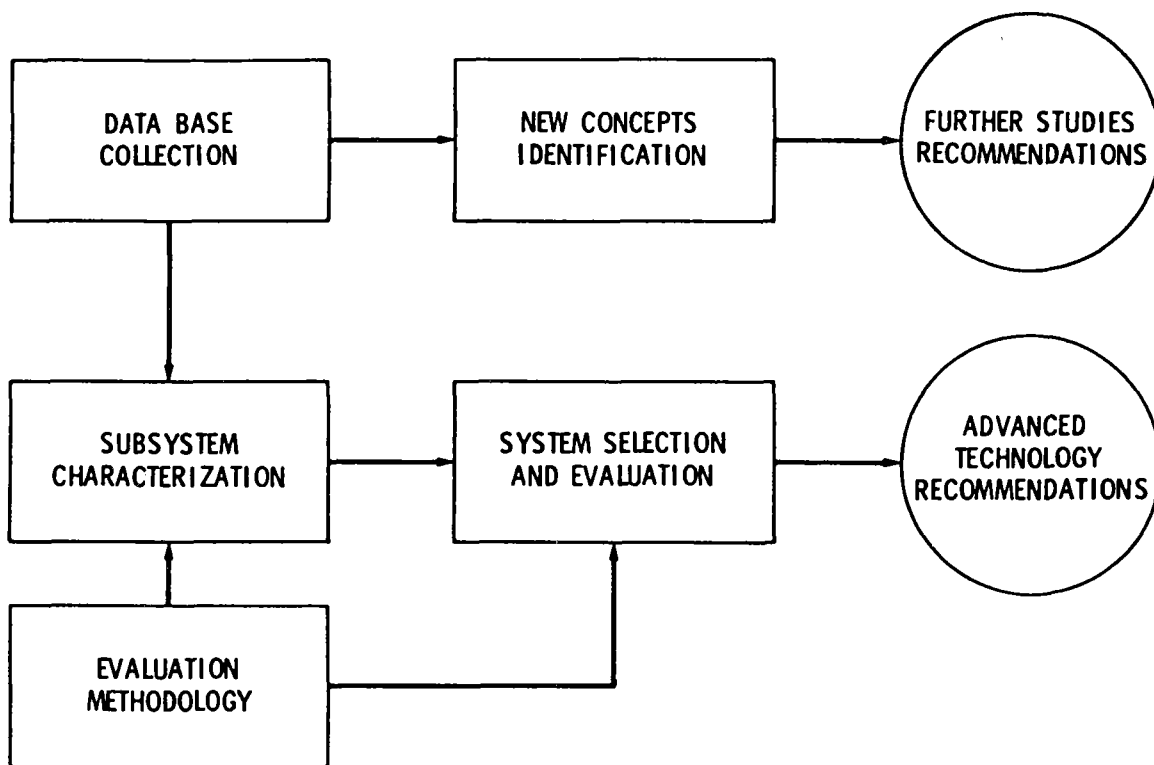 DATA BASE
COLLECTION
NEW CONCEPTS
IDENTIFICATION
FURTHER STUDIES
RECOMMENDATIONS
SUBSYSTEM
CHARACTERIZATION
SYSTEM SELECTION
AND EVALUATION
ADVANCED
TECHNOLOGY
RECOMMENDATIONS
EVALUATION
METHODOLOGY